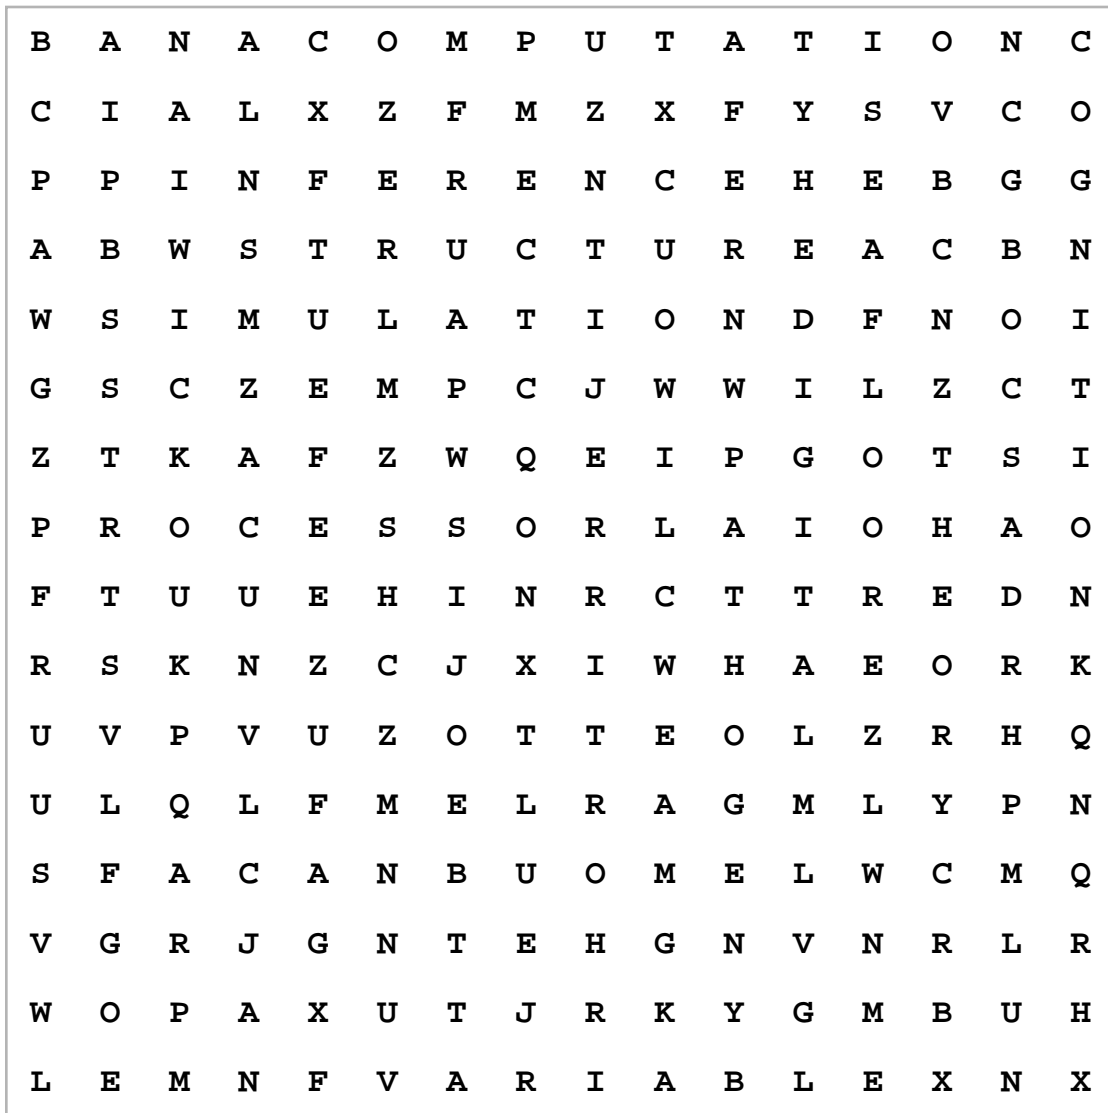 B A N A C O M P U T A T I O N C
C I A L X Z F M Z X F Y S V C O
P P I N F E R E N C E H E B G G
A B W S T R U C T U R E A C B N
W S I M U L A T I O N D F N O I
G S C Z E M P C J W W I L Z C T
Z T K A F Z W Q E I P G O T S I
P R O C E S S O R L A I O H A O
F T U U E H I N R C T T R E D N
R S K N Z C J X I W H A E O R K
U V P V U Z O T T E O L Z R H Q
U L Q L F M E L R A G M L Y P N
S F A C A N B U O M E L W C M Q
V G R J G N T E H G N V N R L R
W O P A X U T J R K Y G M B U H
L E M N F V A R I A B L E X N X